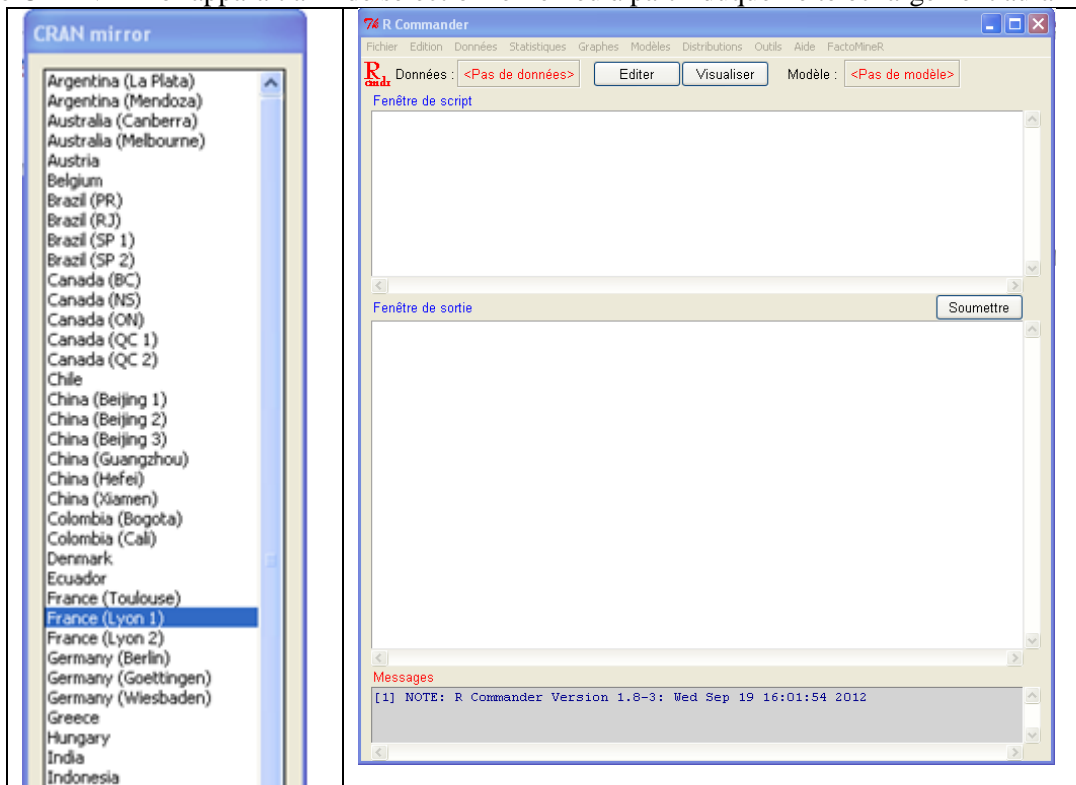 CRAN mirror
Argentina (La Plata)
Argentina (Mendoza)
Australia (Canberra)
Australia (Melbourne)
Austria
Belgium
Brazil (PR)
Brazil (RJ)
Brazil (SP 1)
Brazil (SP 2)
Canada (BC)
Canada (NS)
Canada (ON)
Canada (QC 1)
Canada (QC 2)
Chile
China (Beijing 1)
China (Beijing 2)
China (Beijing 3)
China (Guangzhou)
China (Hefei)
China (Xiamen)
Colombia (Bogota)
Colombia (Cali)
Denmark
Ecuador
France (Toulouse)
France (Lyon 1)
France (Lyon 2)
Germany (Berlin)
Germany (Goettingen)
Germany (Wiesbaden)
Greece
Hungary
India
Indonesia
R Commander
Fichier Edition Données Statistiques Graphes Modèles Distributions Outils Aide FactoMineR
R cmdr Données : <Pas de données> Editer Visualiser Modèle : <Pas de modèle>
Fenêtre de script
Fenêtre de sortie Soumettre
Messages
[1] NOTE: R Commander Version 1.8-3: Wed Sep 19 16:01:54 2012